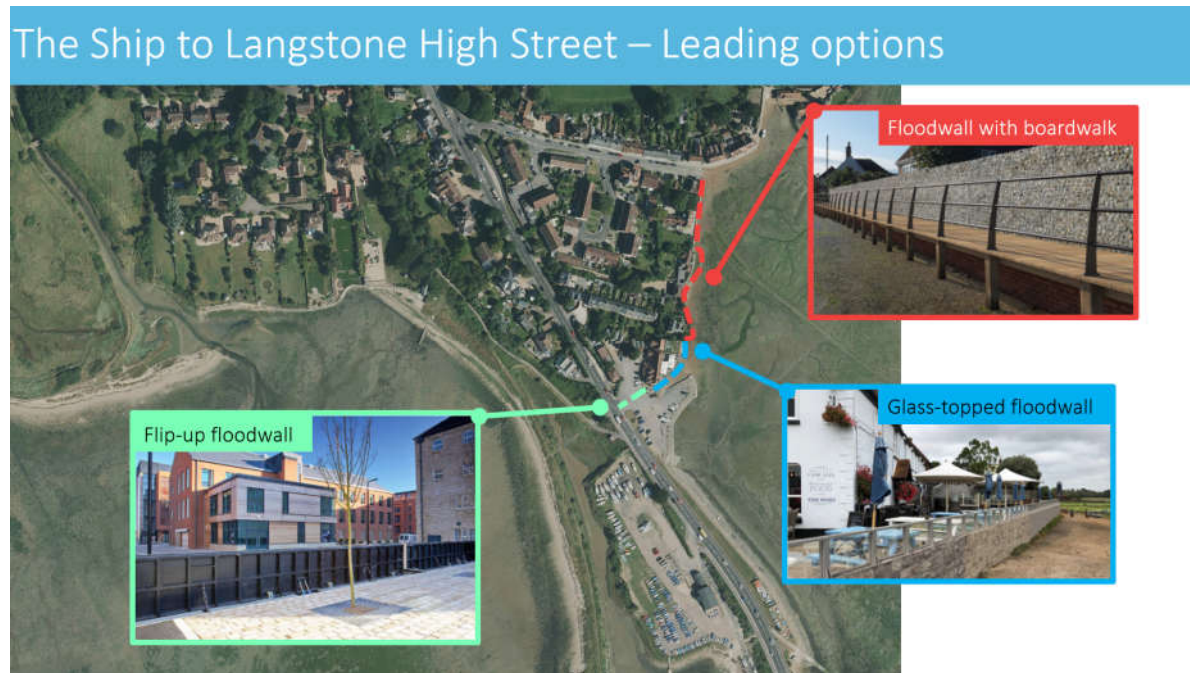 The Ship to Langstone High Street – Leading options
Floodwall with boardwalk
Glass-topped floodwall
Flip-up floodwall